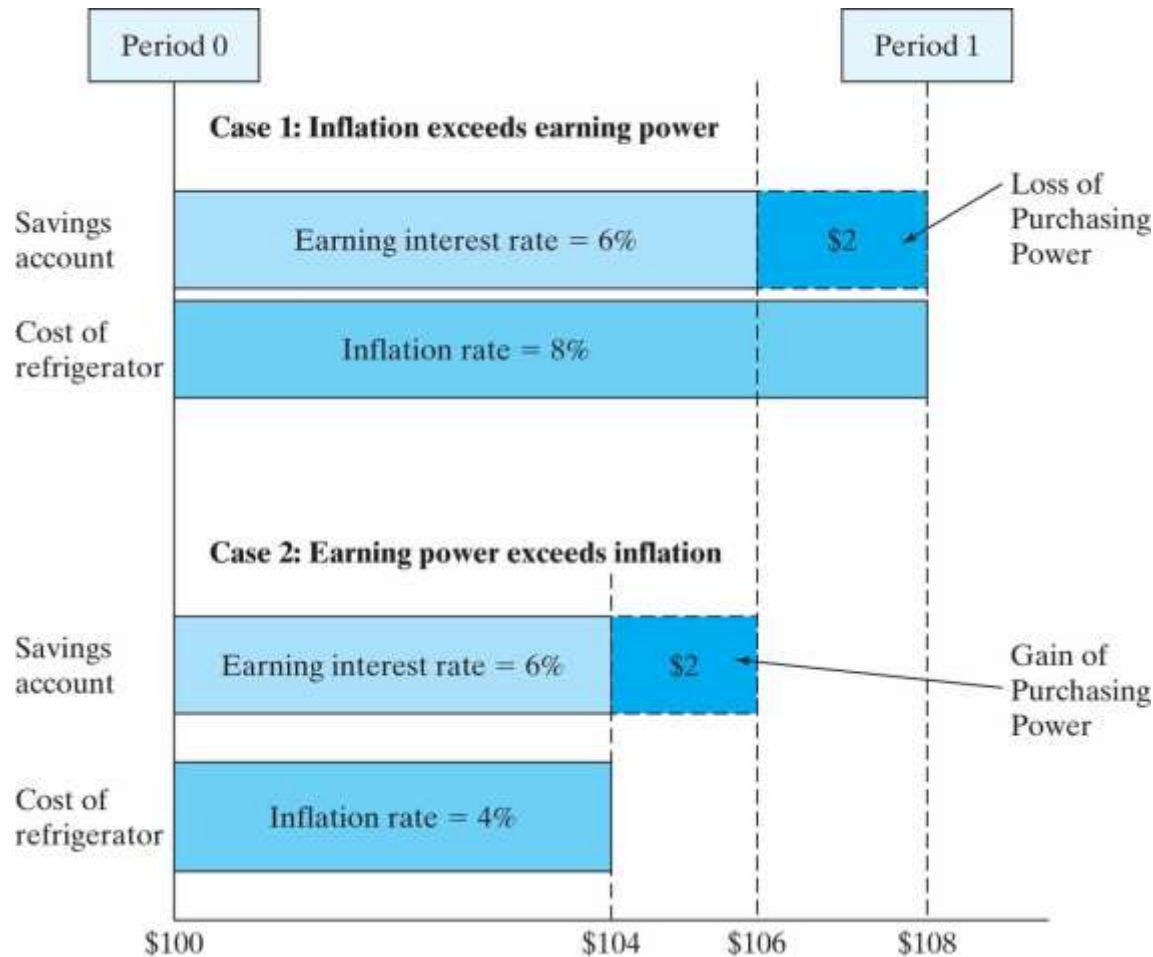 Period 0
Period 1
Case 1: Inflation exceeds earning power
Savings
account
Earning interest rate = 6%
$2
Loss of
Purchasing
Power
Cost of
refrigerator
Inflation rate = 8%
Case 2: Earning power exceeds inflation
Savings
account
Earning interest rate = 6%
$2
Gain of
Purchasing
Power
Cost of
refrigerator
Inflation rate = 4%
$100
$104
$106
$108